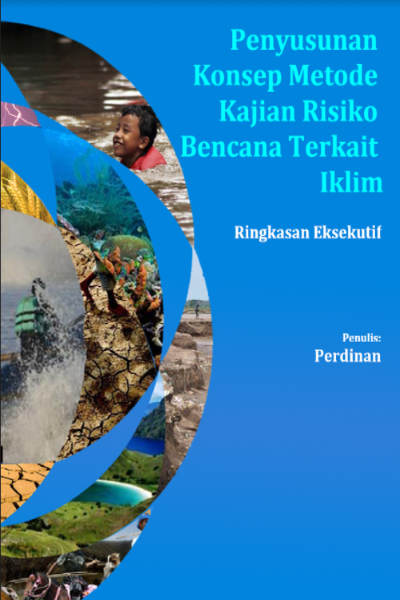 Penyusunan
Konsep Metode
Kajian Risiko
Bencana Terkait
Iklim
Ringkasan Eksekutif
Penulis:
Perdinan